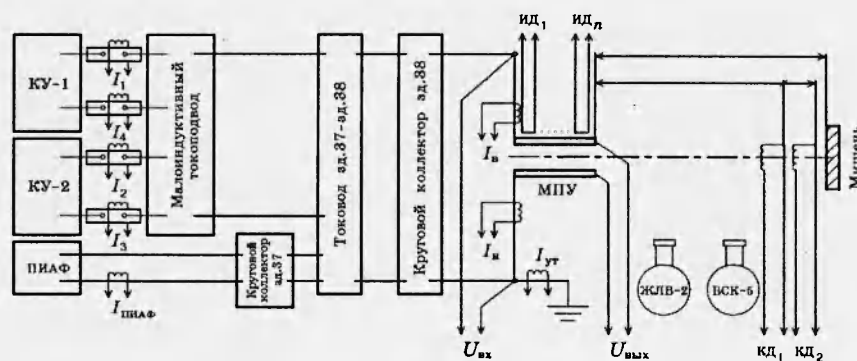 КУ-1
КУ-2
ПИАФ
I₁
I₄
I₂
I₃
Iпиаф
Малоиндуктивный
токоподвод
Круговой
коллектор
зд.37
Токовод зд.37-зд.38
Круговой коллектор зд.38
ИД₁
ИДn
Iв
Iн
Iут
МПУ
Uвх
Uвых
ЖЛВ-2
БСК-5
КД₁
КД₂
Мишень